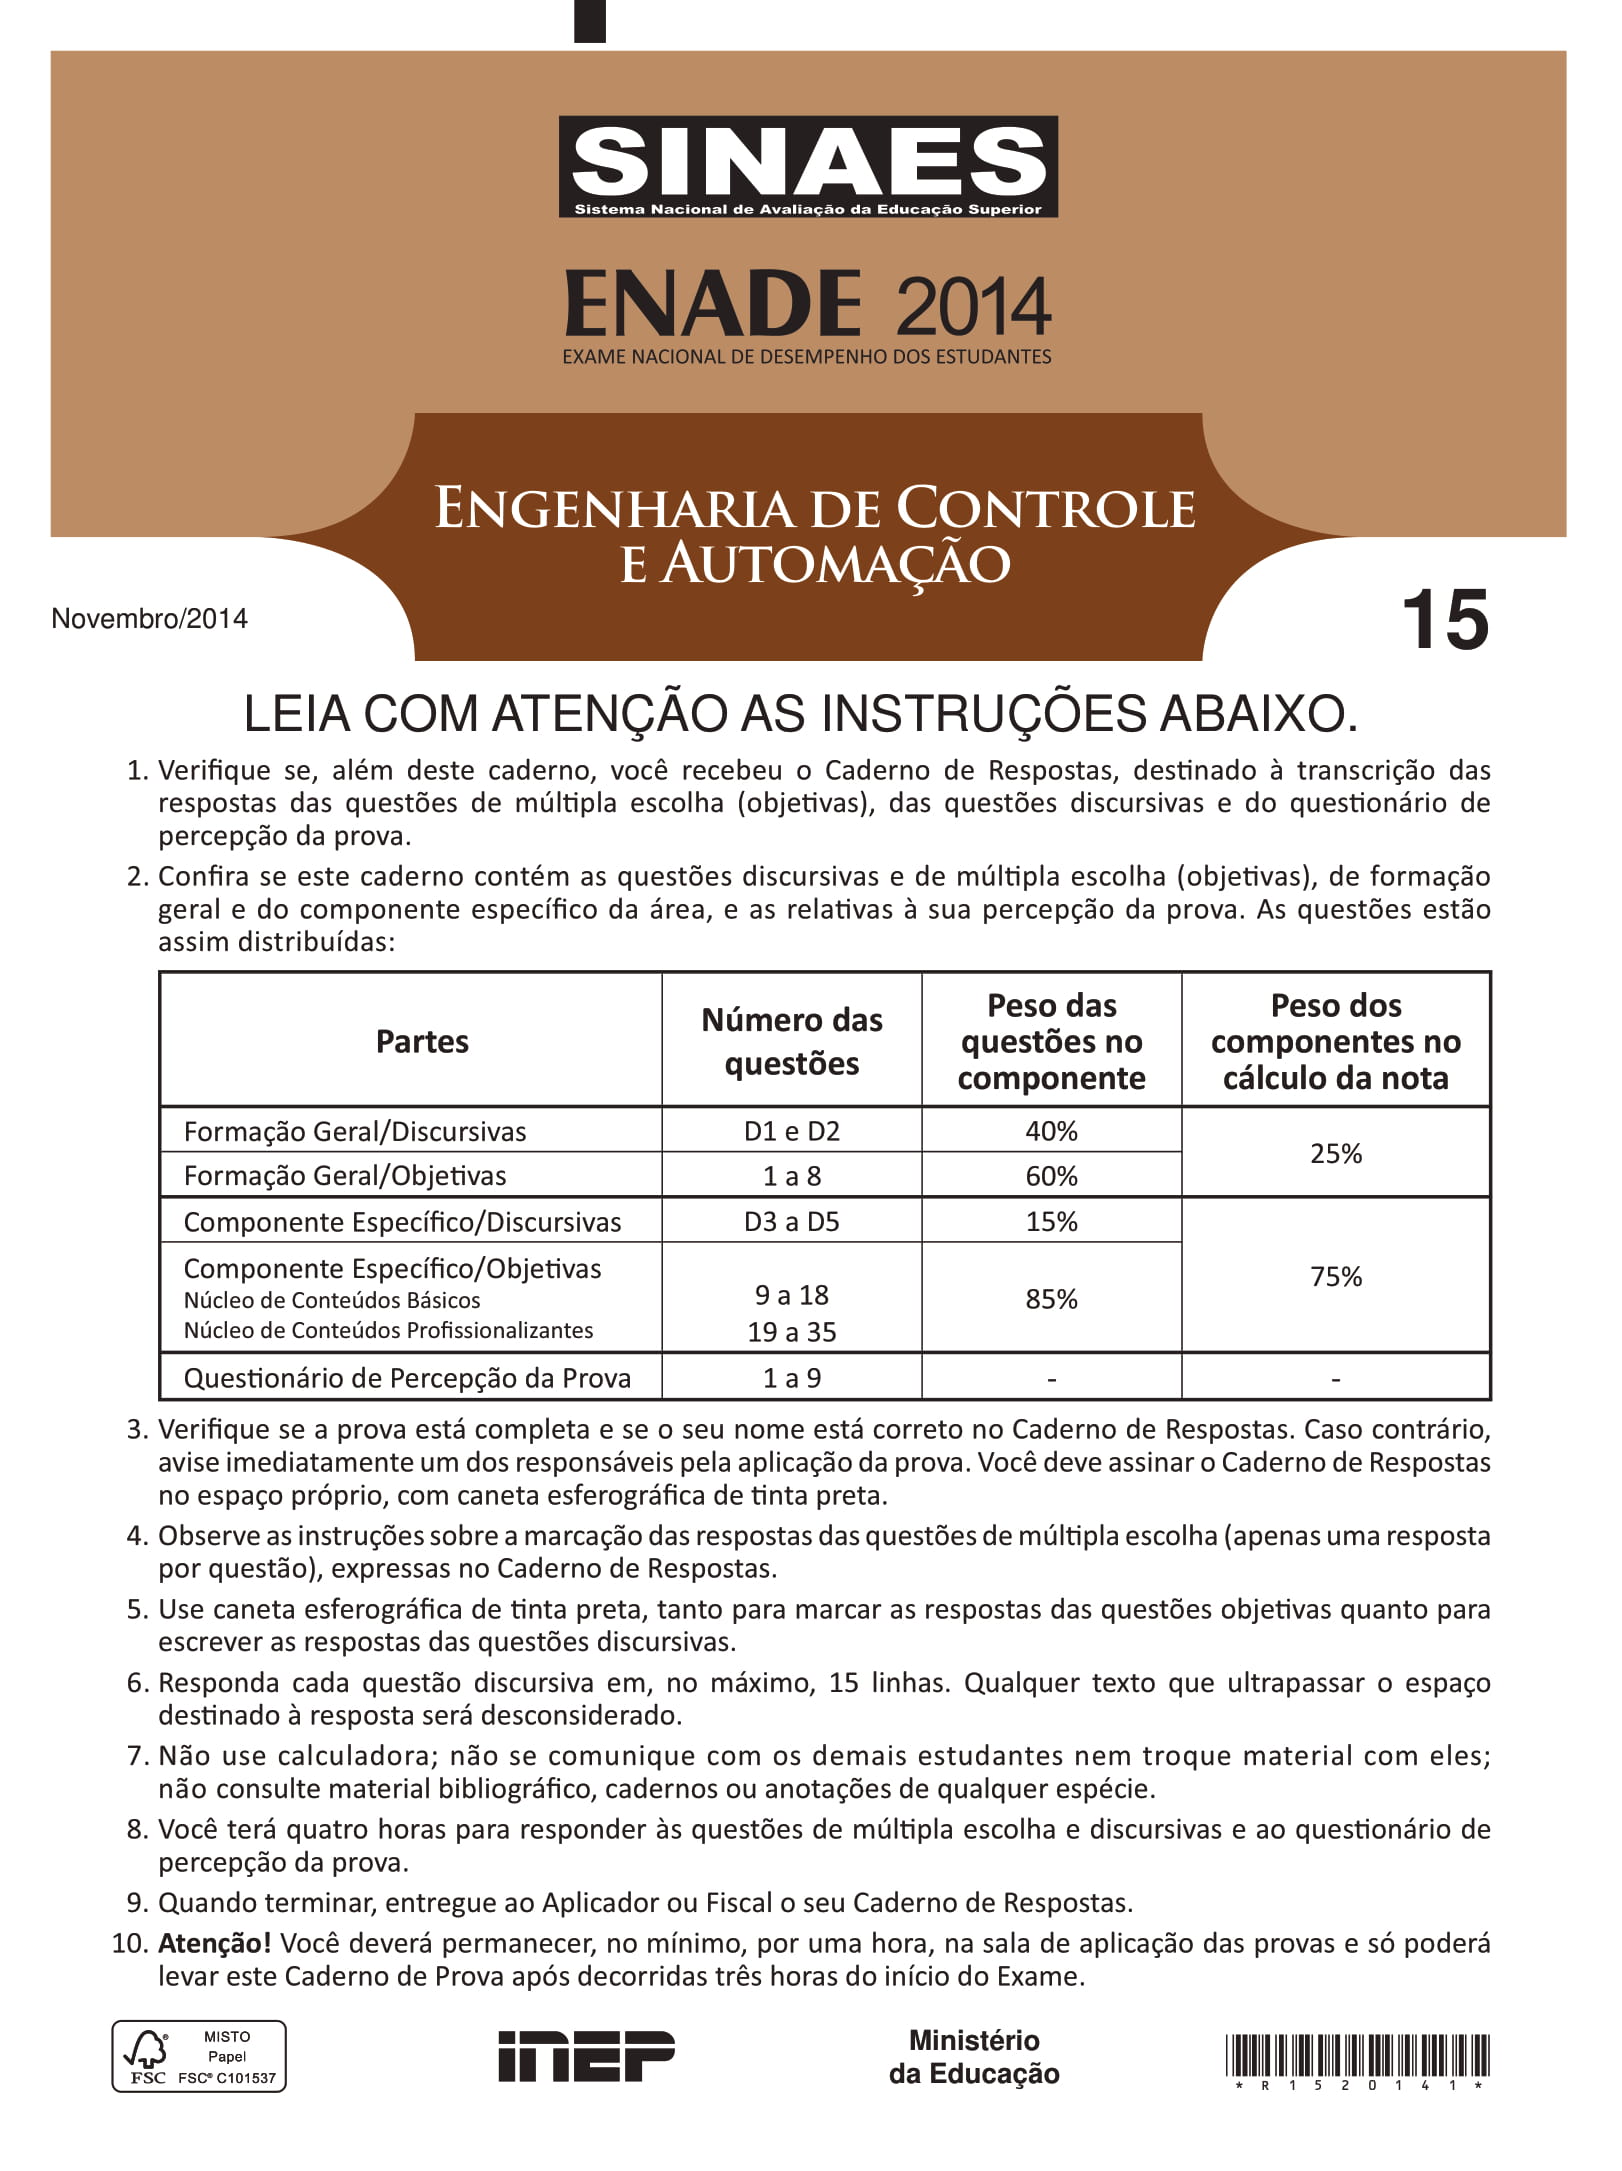 SINAES
Sistema Nacional de Avaliação da Educação Superior
ENADE 2014
EXAME NACIONAL DE DESEMPENHO DOS ESTUDANTES
ENGENHARIA DE CONTROLE
E AUTOMAÇÃO
Novembro/2014
15
LEIA COM ATENÇÃO AS INSTRUÇÕES ABAIXO.
1. Verifique se, além deste caderno, você recebeu o Caderno de Respostas, destinado à transcrição das
respostas das questões de múltipla escolha (objetivas), das questões discursivas e do questionário de
percepção da prova.
2. Confira se este caderno contém as questões discursivas e de múltipla escolha (objetivas), de formação
geral e do componente específico da área, e as relativas à sua percepção da prova. As questões estão
assim distribuídas:
Partes
Número das
questões
Peso das
questões no
componente
Peso dos
componentes no
cálculo da nota
Formação Geral/Discursivas
D1 e D2
40%
25%
Formação Geral/Objetivas
1 a 8
60%
Componente Específico/Discursivas
D3 a D5
15%
75%
Componente Específico/Objetivas
Núcleo de Conteúdos Básicos
Núcleo de Conteúdos Profissionalizantes
9 a 18
19 a 35
85%
Questionário de Percepção da Prova
1 a 9
-
-
3. Verifique se a prova está completa e se o seu nome está correto no Caderno de Respostas. Caso contrário,
avise imediatamente um dos responsáveis pela aplicação da prova. Você deve assinar o Caderno de Respostas
no espaço próprio, com caneta esferográfica de tinta preta.
4. Observe as instruções sobre a marcação das respostas das questões de múltipla escolha (apenas uma resposta
por questão), expressas no Caderno de Respostas.
5. Use caneta esferográfica de tinta preta, tanto para marcar as respostas das questões objetivas quanto para
escrever as respostas das questões discursivas.
6. Responda cada questão discursiva em, no máximo, 15 linhas. Qualquer texto que ultrapassar o espaço
destinado à resposta será desconsiderado.
7. Não use calculadora; não se comunique com os demais estudantes nem troque material com eles;
não consulte material bibliográfico, cadernos ou anotações de qualquer espécie.
8. Você terá quatro horas para responder às questões de múltipla escolha e discursivas e ao questionário de
percepção da prova.
9. Quando terminar, entregue ao Aplicador ou Fiscal o seu Caderno de Respostas.
10. Atenção! Você deverá permanecer, no mínimo, por uma hora, na sala de aplicação das provas e só poderá
levar este Caderno de Prova após decorridas três horas do início do Exame.
FSC
MISTO
Papel
FSC® C101537
INEP
Ministério
da Educação
* R 1 5 2 0 1 4 1 *